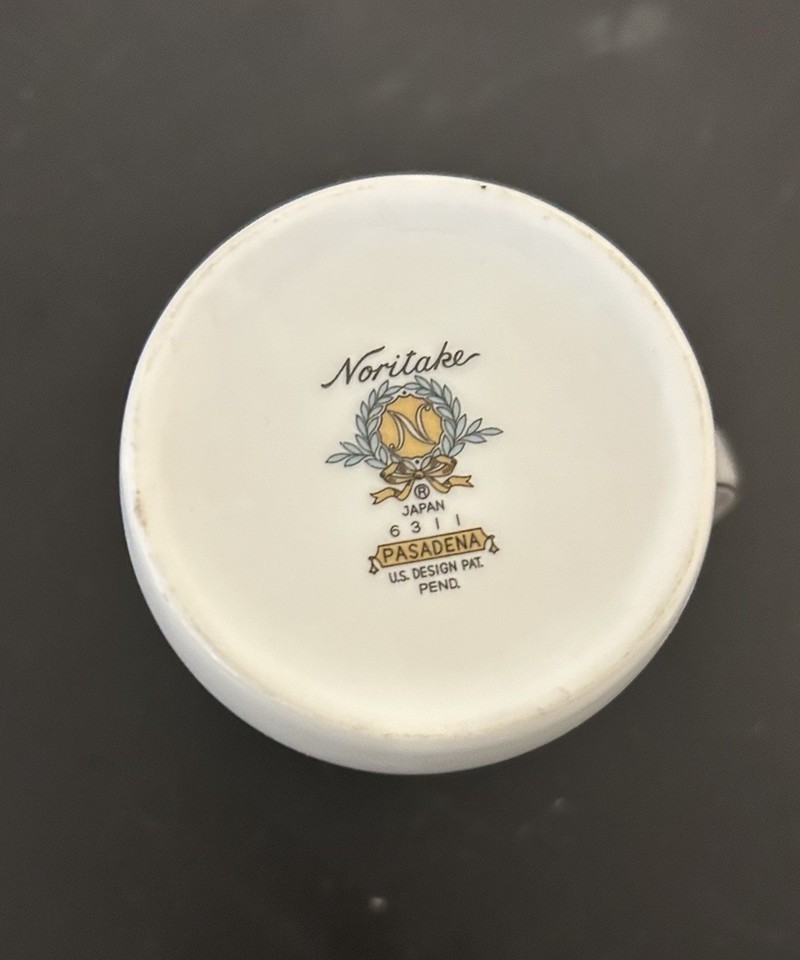 Noritake
N
®
JAPAN
6311
PASADENA
U.S. DESIGN PAT.
PEND.